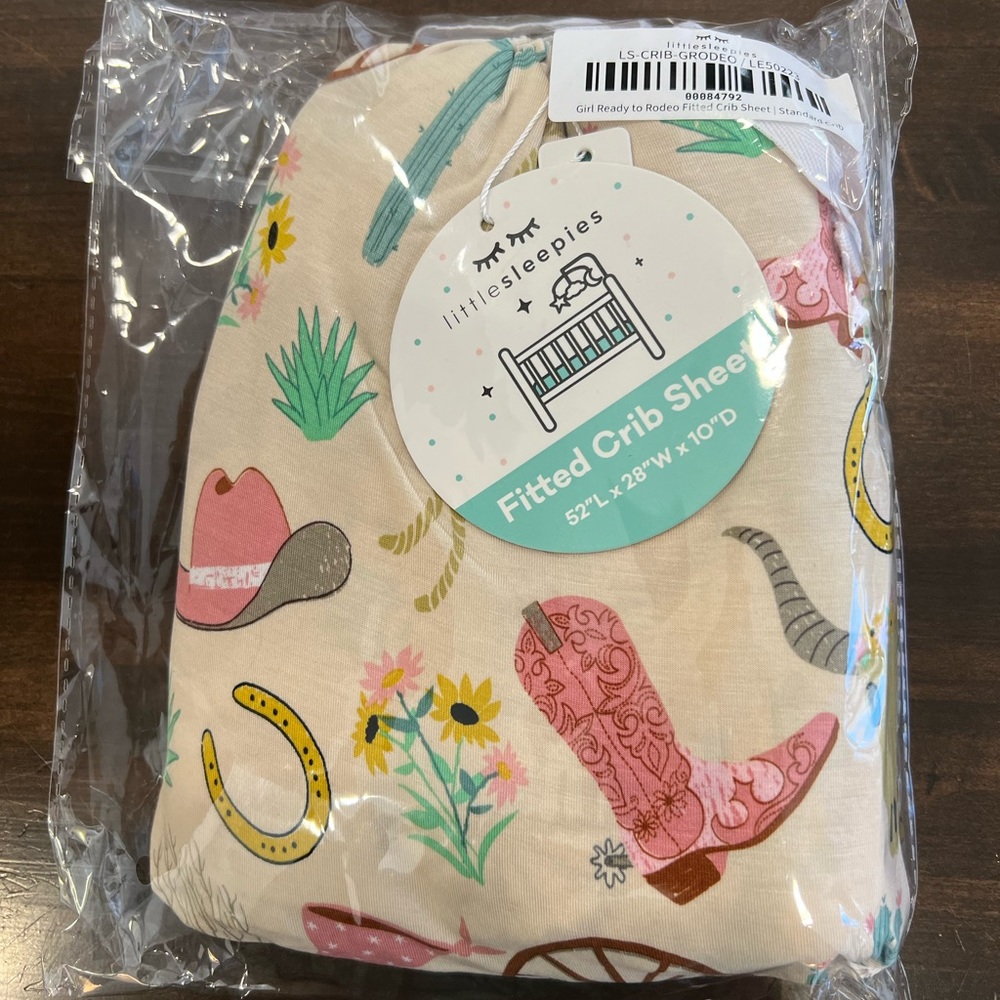 littlesleepies
LS-CRIB-GRODEO / LE50223
00084792
Girl Ready to Rodeo Fitted Crib Sheet | Standard Crib
littlesleepies
Fitted Crib Sheet
52"L x 28"W x 10"D